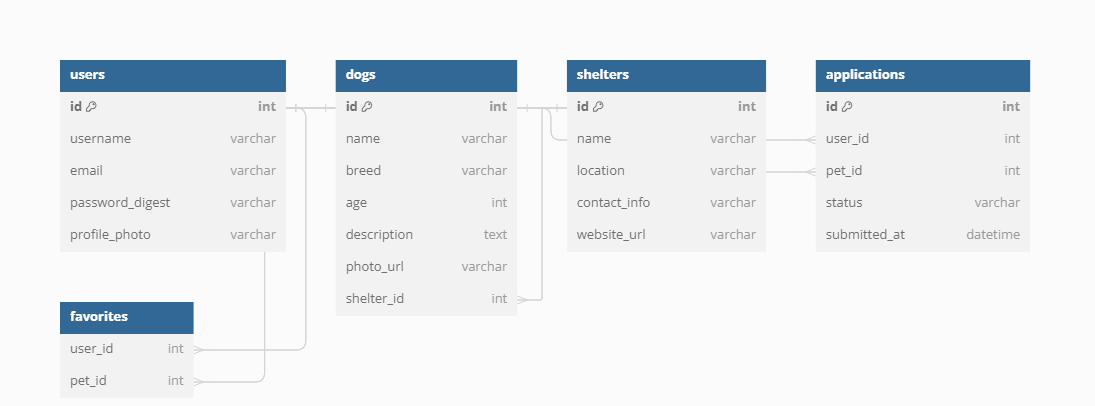 users
id int
username varchar
email varchar
password_digest varchar
profile_photo varchar
dogs
id int
name varchar
breed varchar
age int
description text
photo_url varchar
shelter_id int
shelters
id int
name varchar
location varchar
contact_info varchar
website_url varchar
applications
id int
user_id int
pet_id int
status varchar
submitted_at datetime
favorites
user_id int
pet_id int